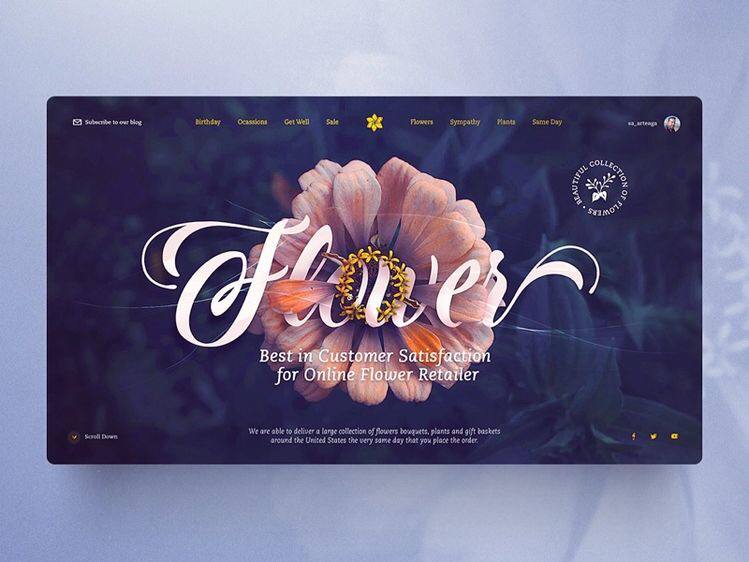 Subscribe to our blog
Birthday Ocassions Get Well Sale Flowers Sympathy Plants Same Day
sa_arteaga
BEAUTIFUL COLLECTION OF FLOWERS •
Flower
Best in Customer Satisfaction
for Online Flower Retailer
Scroll Down
We are able to deliver a large collection of flowers bouquets, plants and gift baskets
around the United States the very same day that you place the order.